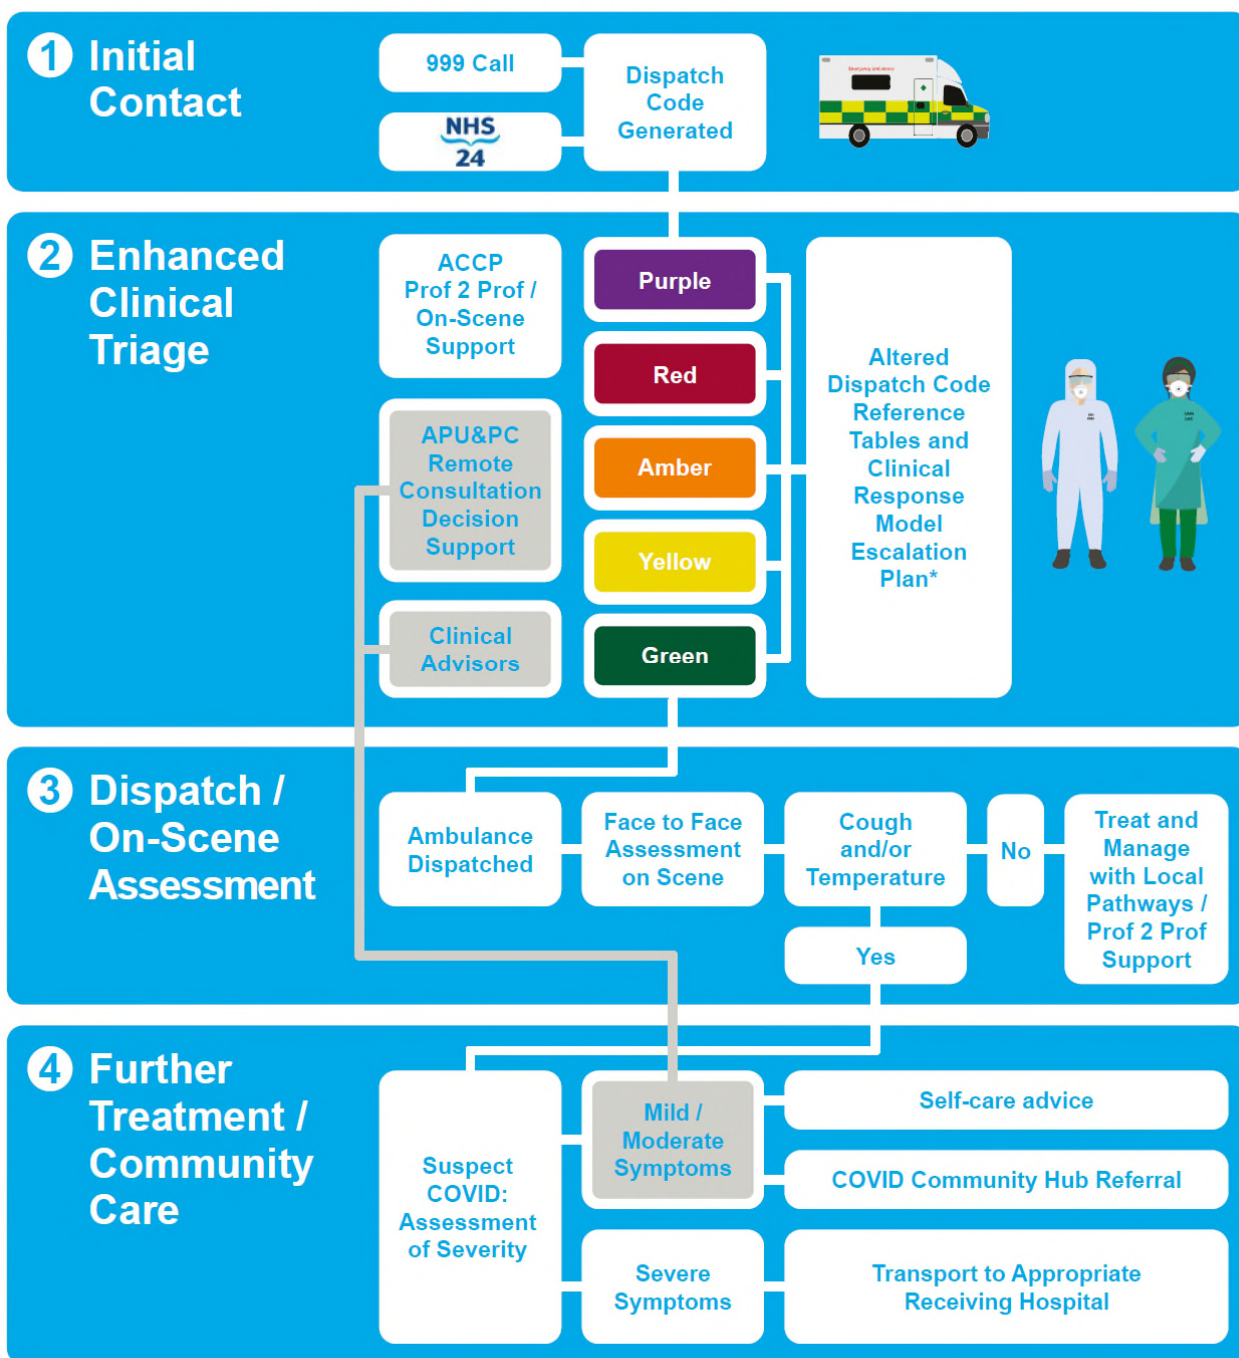 1 Initial
Contact
999 Call
NHS
24
Dispatch
Code
Generated
2 Enhanced
Clinical
Triage
ACCP
Prof 2 Prof /
On-Scene
Support
APU&PC
Remote
Consultation
Decision
Support
Clinical
Advisors
Purple
Red
Amber
Yellow
Green
Altered
Dispatch Code
Reference
Tables and
Clinical
Response
Model
Escalation
Plan*
3 Dispatch /
On-Scene
Assessment
Ambulance
Dispatched
Face to Face
Assessment
on Scene
Cough
and/or
Temperature
No
Treat and
Manage
with Local
Pathways /
Prof 2 Prof
Support
Yes
4 Further
Treatment /
Community
Care
Suspect
COVID:
Assessment
of Severity
Mild /
Moderate
Symptoms
Self-care advice
COVID Community Hub Referral
Severe
Symptoms
Transport to Appropriate
Receiving Hospital